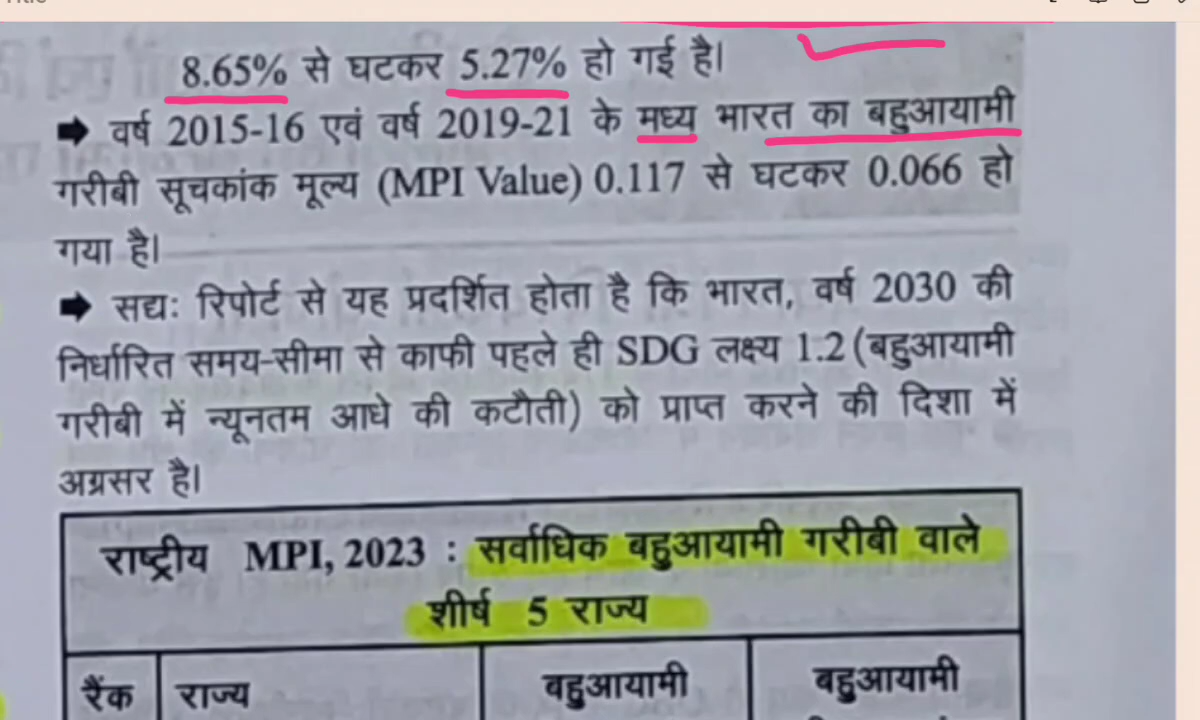 8.65% से घटकर 5.27% हो गई है।
➡ वर्ष 2015-16 एवं वर्ष 2019-21 के मध्य भारत का बहुआयामी
गरीबी सूचकांक मूल्य (MPI Value) 0.117 से घटकर 0.066 हो
गया है।
➡ सद्यः रिपोर्ट से यह प्रदर्शित होता है कि भारत, वर्ष 2030 की
निर्धारित समय-सीमा से काफी पहले ही SDG लक्ष्य 1.2 (बहुआयामी
गरीबी में न्यूनतम आधे की कटौती) को प्राप्त करने की दिशा में
अग्रसर है।
राष्ट्रीय MPI, 2023 : सर्वाधिक बहुआयामी गरीबी वाले
शीर्ष 5 राज्य
रैंक राज्य बहुआयामी बहुआयामी